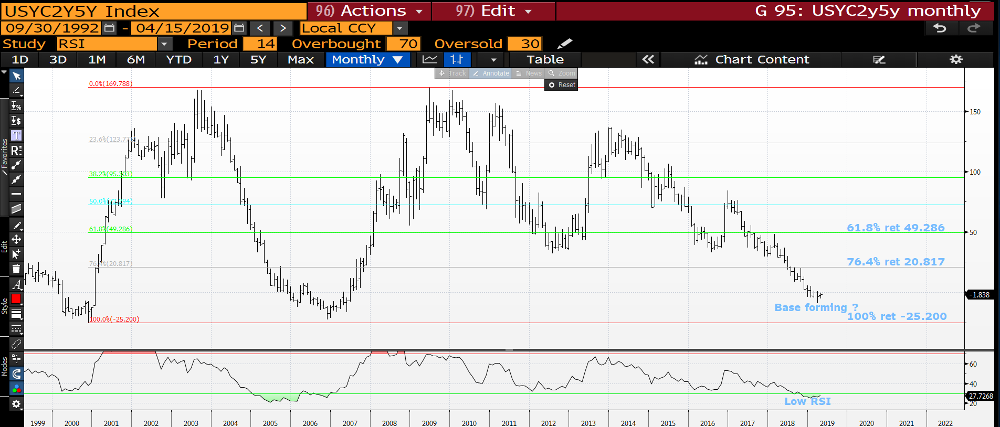 USYC2Y5Y Index 96) Actions 97) Edit G 95: USYC2y5y monthly
09/30/1992 - 04/15/2019 < > Local CCY
Study RSI Period 14 Overbought 70 Oversold 30
1D 3D 1M 6M YTD 1Y 5Y Max Monthly Table Chart Content
Track Annotate News Zoom
Reset
0.0%(169.788)
150
23.6%(123.77
100
38.2%(95.303)
50.0%(72.294)
61.8%(49.286)
61.8% ret 49.286
50
76.4%(20.817)
76.4% ret 20.817
-1.838
Base forming ?
100.0%(-25.200)
100% ret -25.200
60
40
27.7268
Low RSI
20
1999 2000 2001 2002 2003 2004 2005 2006 2007 2008 2009 2010 2011 2012 2013 2014 2015 2016 2017 2018 2019 2020 2021 2022
Favorites
Edit
Style
Modes